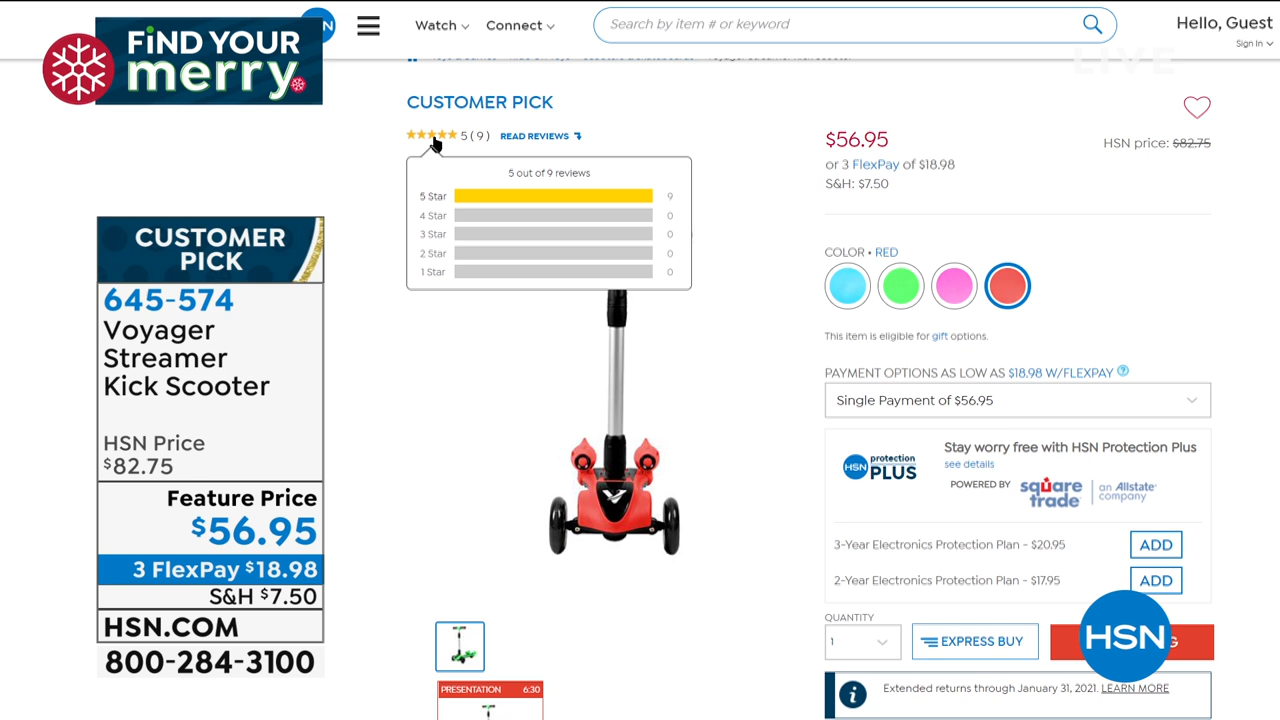 FiND YOUR
merry
N
Watch
Connect
Search by item # or keyword
Hello, Guest
Sign In
LIVE
CUSTOMER PICK
5 ( 9 )
READ REVIEWS
5 out of 9 reviews
5 Star
9
4 Star
0
3 Star
0
2 Star
0
1 Star
0
$56.95
HSN price: $82.75
or 3 FlexPay of $18.98
S&H: $7.50
COLOR • RED
This item is eligible for gift options.
PAYMENT OPTIONS AS LOW AS $18.98 W/FLEXPAY ?
Single Payment of $56.95
HSN protection PLUS
Stay worry free with HSN Protection Plus
see details
POWERED BY
square trade
an Allstate company
3-Year Electronics Protection Plan - $20.95
ADD
2-Year Electronics Protection Plan - $17.95
ADD
QUANTITY
1
EXPRESS BUY
G
HSN
i
Extended returns through January 31, 2021. LEARN MORE
PRESENTATION 6:30
CUSTOMER
PICK
645-574
Voyager
Streamer
Kick Scooter
HSN Price
$82.75
Feature Price
$56.95
3 FlexPay $18.98
S&H $7.50
HSN.COM
800-284-3100